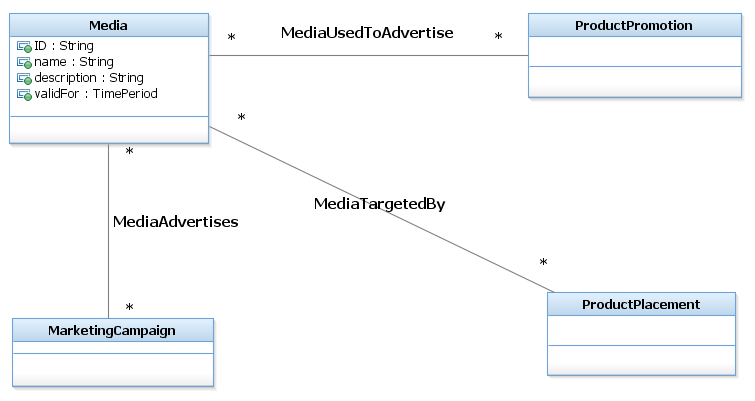 Media
ID : String
name : String
description : String
validFor : TimePeriod
* MediaUsedToAdvertise *
ProductPromotion
*
MediaTargetedBy
*
ProductPlacement
*
MediaAdvertises
*
MarketingCampaign